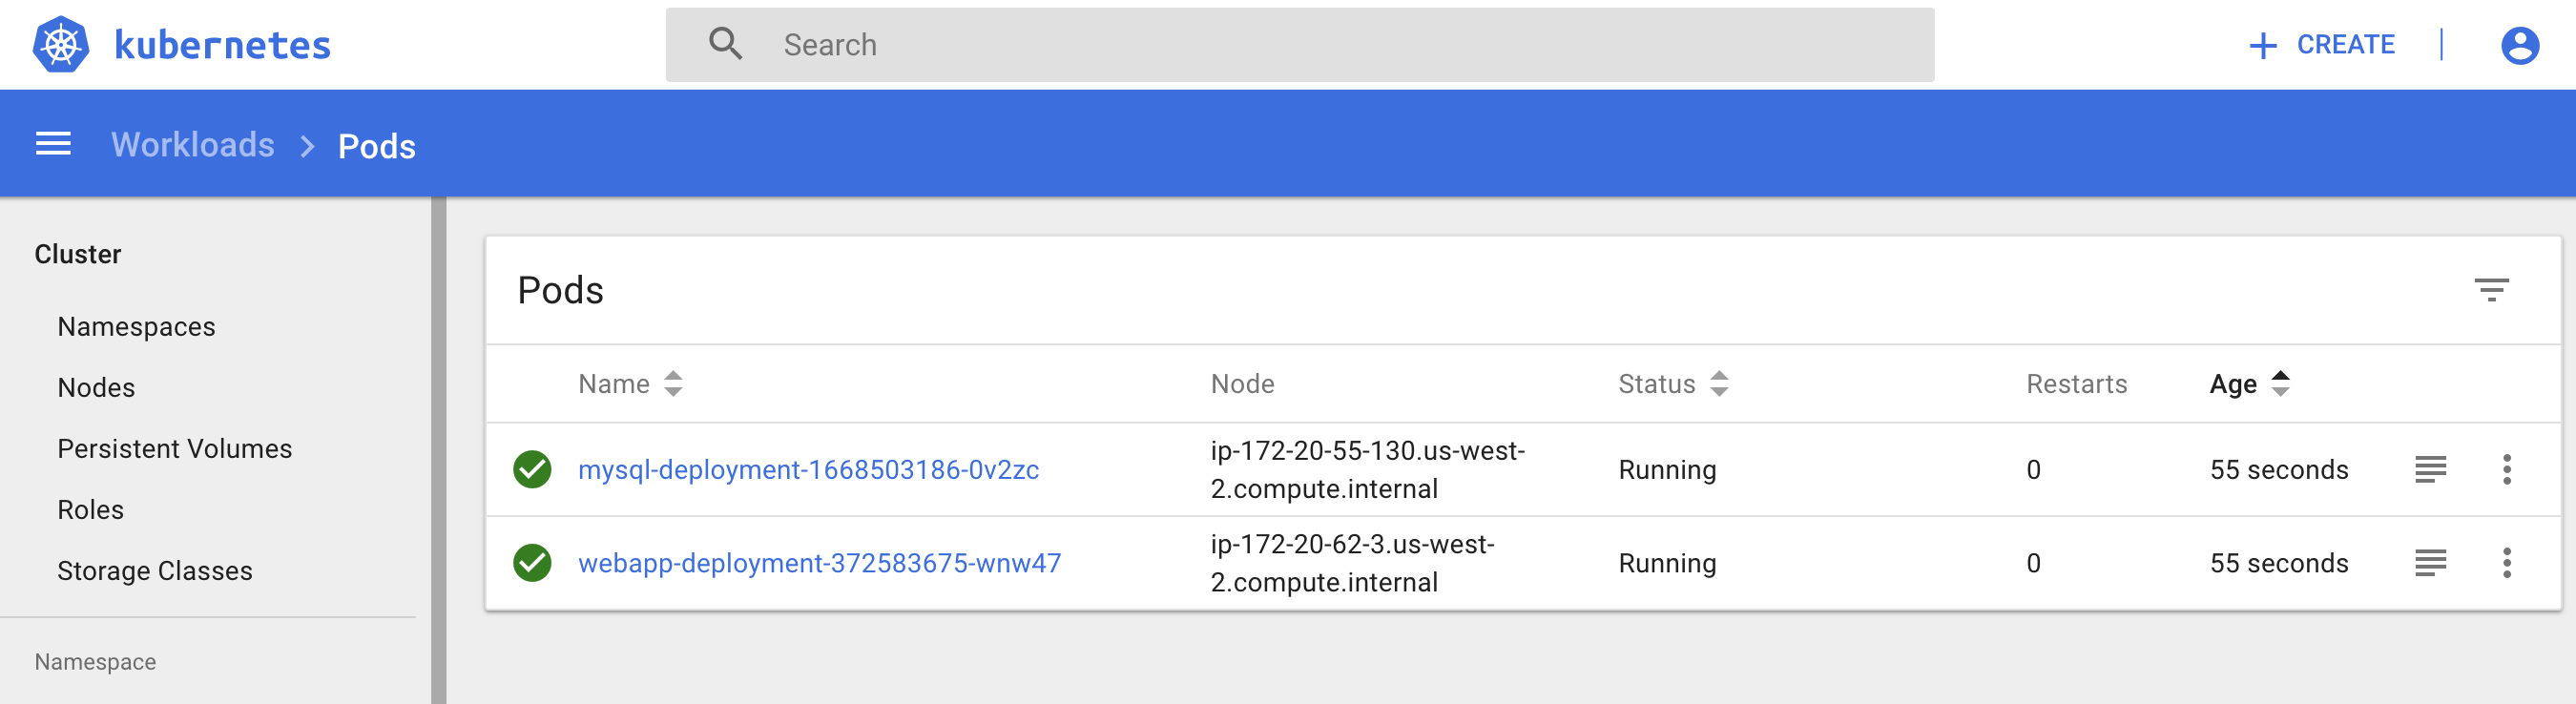 kubernetes
Search
CREATE
Workloads > Pods
Cluster
Namespaces
Nodes
Persistent Volumes
Roles
Storage Classes
Namespace
Pods
Name Node Status Restarts Age
mysql-deployment-1668503186-0v2zc ip-172-20-55-130.us-west- Running 0 55 seconds
2.compute.internal
webapp-deployment-372583675-wnw47 ip-172-20-62-3.us-west- Running 0 55 seconds
2.compute.internal